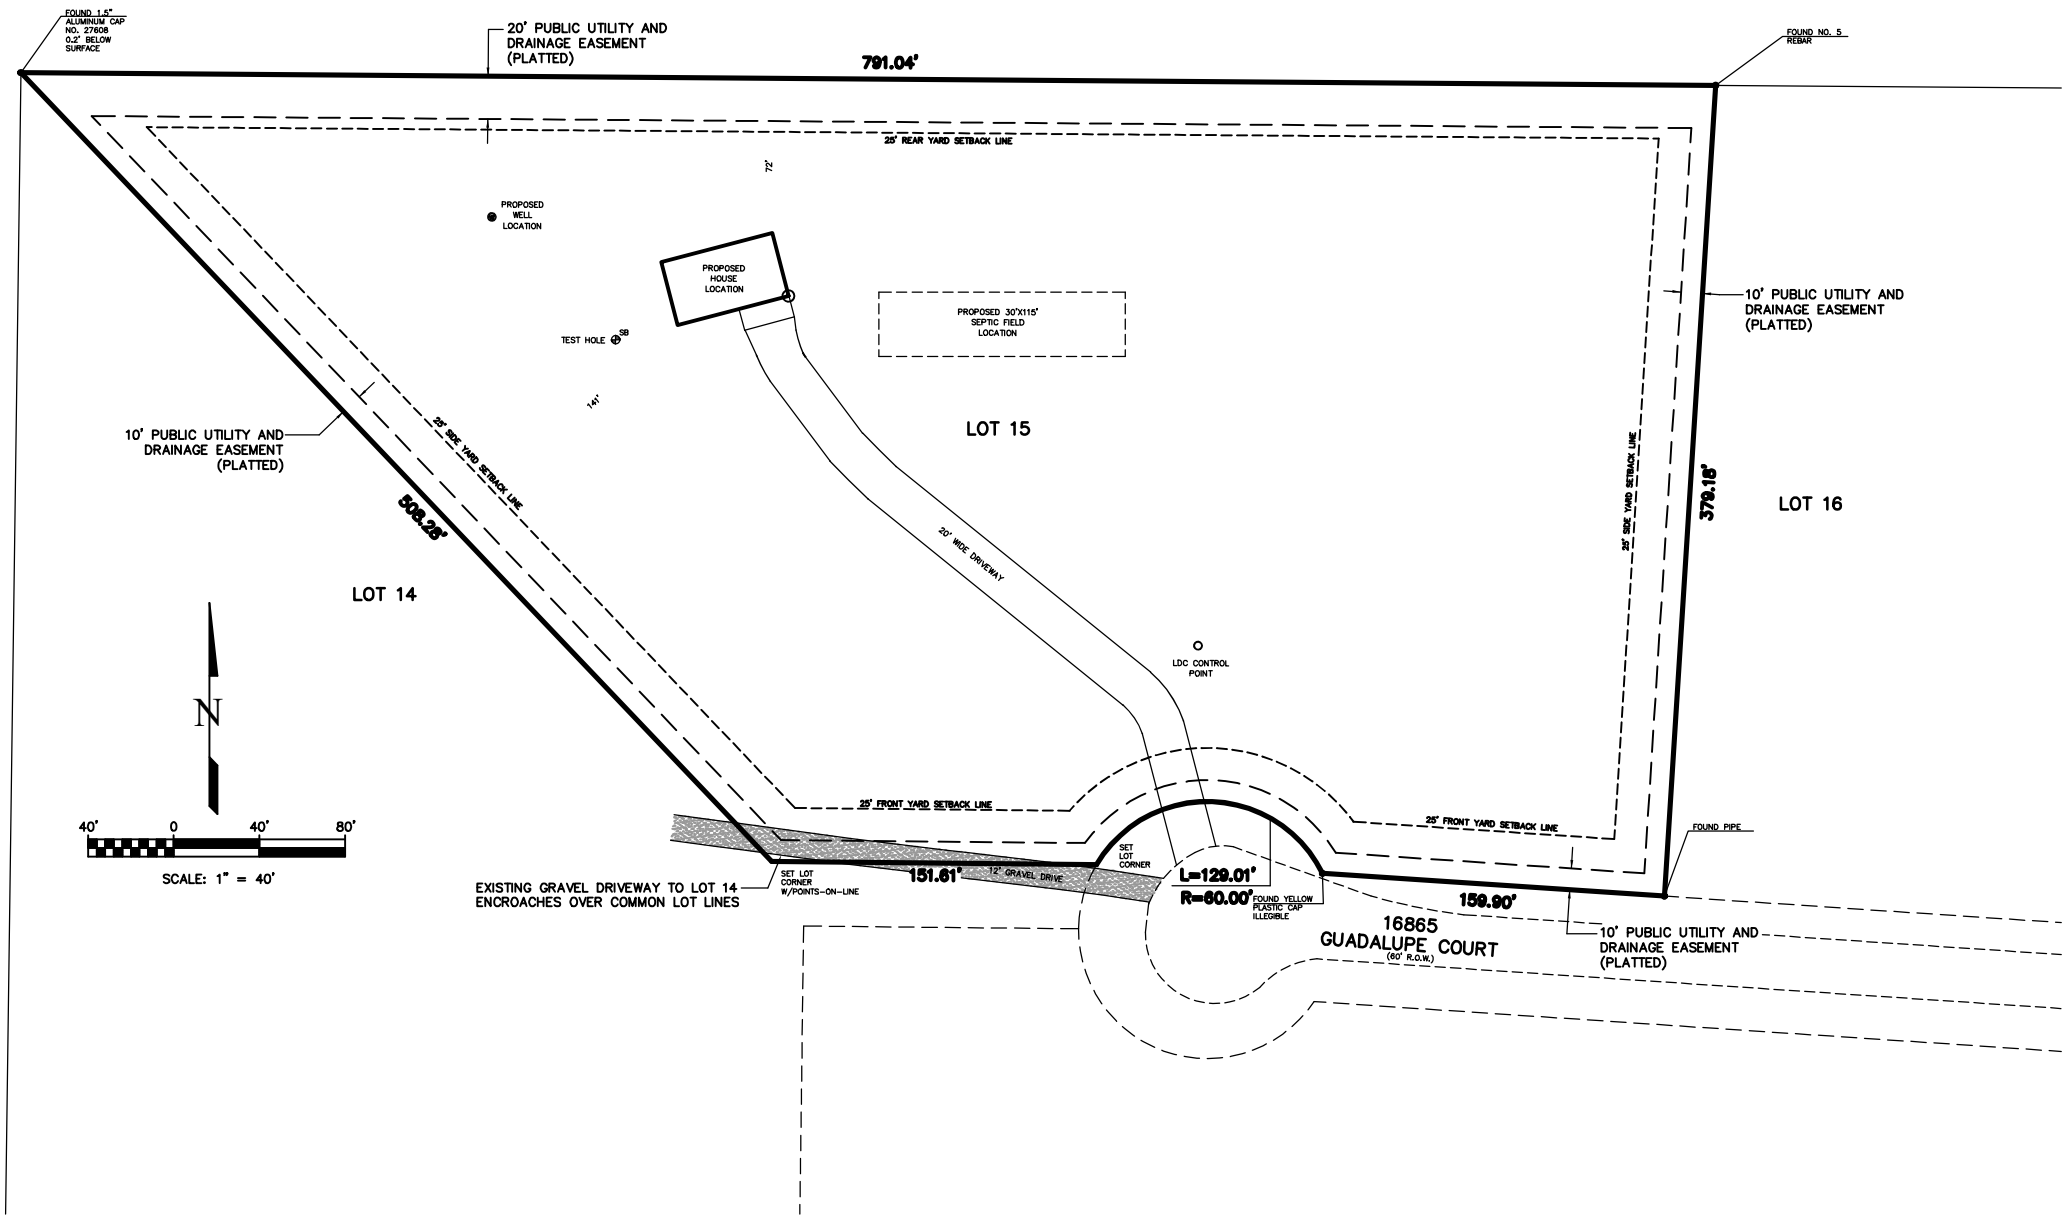 FOUND 1.5"
ALUMINUM CAP
NO. 27608
0.2' BELOW
SURFACE
20' PUBLIC UTILITY AND
DRAINAGE EASEMENT
(PLATTED)
791.04'
FOUND NO. 5
REBAR
25' REAR YARD SETBACK LINE
72'
PROPOSED
WELL
LOCATION
PROPOSED
HOUSE
LOCATION
PROPOSED 30'X115'
SEPTIC FIELD
LOCATION
10' PUBLIC UTILITY AND
DRAINAGE EASEMENT
(PLATTED)
TEST HOLE
SB
141'
LOT 15
10' PUBLIC UTILITY AND
DRAINAGE EASEMENT
(PLATTED)
25' SIDE YARD SETBACK LINE
508.28'
25' SIDE YARD SETBACK LINE
379.18'
LOT 16
20' WIDE DRIVEWAY
LOT 14
LDC CONTROL
POINT
N
40'
0
40'
80'
SCALE: 1" = 40'
25' FRONT YARD SETBACK LINE
25' FRONT YARD SETBACK LINE
FOUND PIPE
SET
LOT
CORNER
12' GRAVEL DRIVE
151.61'
SET LOT
CORNER
W/POINTS-ON-LINE
EXISTING GRAVEL DRIVEWAY TO LOT 14
ENCROACHES OVER COMMON LOT LINES
L=129.01'
R=60.00'
FOUND YELLOW
PLASTIC CAP
ILLEGIBLE
159.90'
16865
GUADALUPE COURT
(60' R.O.W.)
10' PUBLIC UTILITY AND
DRAINAGE EASEMENT
(PLATTED)